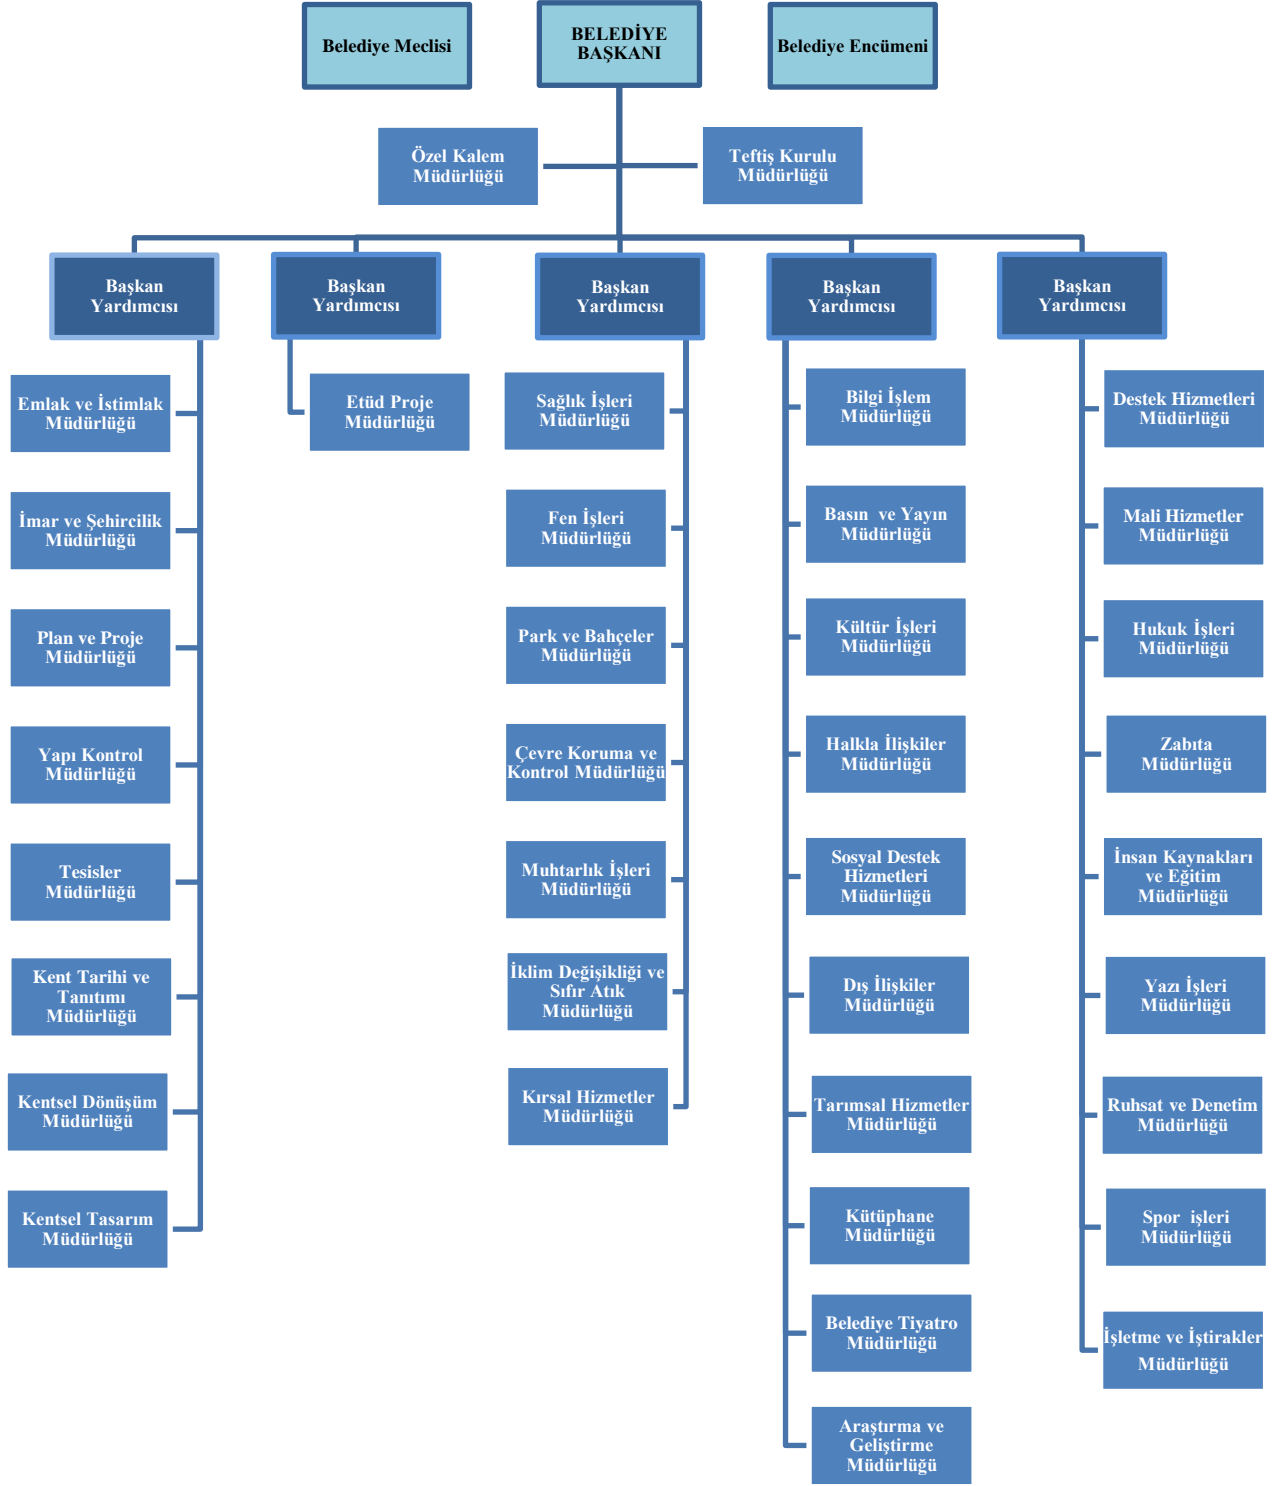 Belediye Meclisi
BELEDİYE
BAŞKANI
Belediye Encümeni
Özel Kalem
Müdürlüğü
Teftiş Kurulu
Müdürlüğü
Başkan
Yardımcısı
Başkan
Yardımcısı
Başkan
Yardımcısı
Başkan
Yardımcısı
Başkan
Yardımcısı
Emlak ve İstimlak
Müdürlüğü
İmar ve Şehircilik
Müdürlüğü
Plan ve Proje
Müdürlüğü
Yapı Kontrol
Müdürlüğü
Tesisler
Müdürlüğü
Kent Tarihi ve
Tanıtımı
Müdürlüğü
Kentsel Dönüşüm
Müdürlüğü
Kentsel Tasarım
Müdürlüğü
Etüd Proje
Müdürlüğü
Sağlık İşleri
Müdürlüğü
Fen İşleri
Müdürlüğü
Park ve Bahçeler
Müdürlüğü
Çevre Koruma ve
Kontrol Müdürlüğü
Muhtarlık İşleri
Müdürlüğü
İklim Değişikliği ve
Sıfır Atık
Müdürlüğü
Kırsal Hizmetler
Müdürlüğü
Bilgi İşlem
Müdürlüğü
Basın ve Yayın
Müdürlüğü
Kültür İşleri
Müdürlüğü
Halkla İlişkiler
Müdürlüğü
Sosyal Destek
Hizmetleri
Müdürlüğü
Dış İlişkiler
Müdürlüğü
Tarımsal Hizmetler
Müdürlüğü
Kütüphane
Müdürlüğü
Belediye Tiyatro
Müdürlüğü
Araştırma ve
Geliştirme
Müdürlüğü
Destek Hizmetleri
Müdürlüğü
Mali Hizmetler
Müdürlüğü
Hukuk İşleri
Müdürlüğü
Zabıta
Müdürlüğü
İnsan Kaynakları
ve Eğitim
Müdürlüğü
Yazı İşleri
Müdürlüğü
Ruhsat ve Denetim
Müdürlüğü
Spor işleri
Müdürlüğü
İşletme ve İştirakler
Müdürlüğü